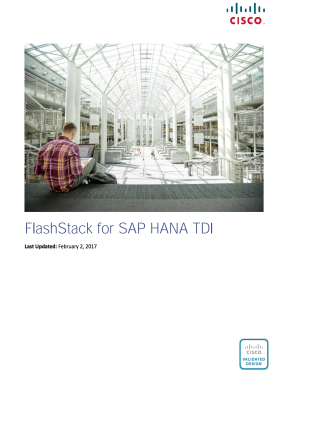 CISCO
FlashStack for SAP HANA TDI
Last Updated: February 2, 2017
CISCO
VALIDATED
DESIGN